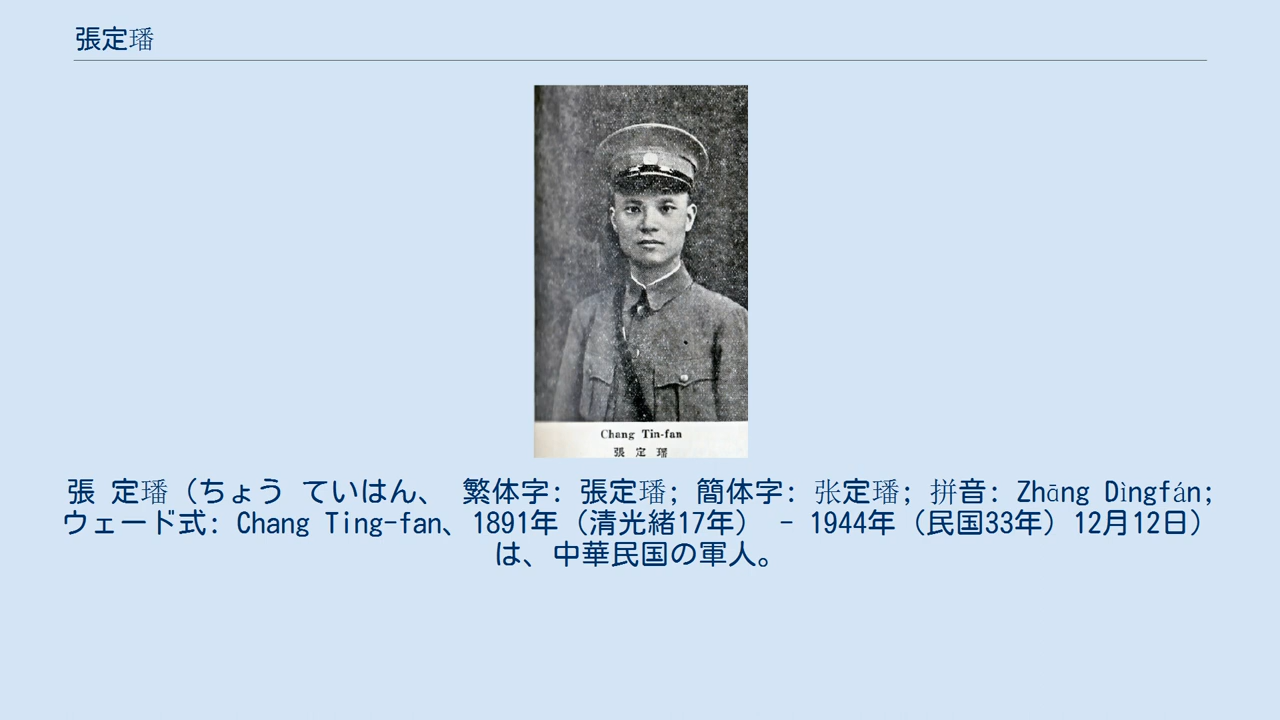 張定璠
Chang Tin-fan
張 定 璠
張 定璠（ちょう ていはん、 繁体字: 張定璠; 簡体字: 张定璠; 拼音: Zhāng Dìngfán;
ウェード式: Chang Ting-fan、1891年（清光緒17年） - 1944年（民国33年）12月12日）
は、中華民国の軍人。